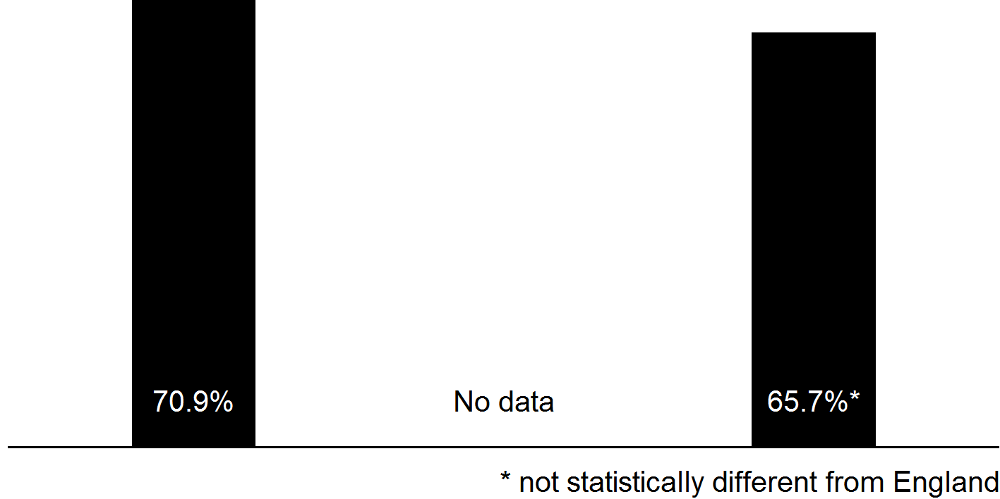 70.9%
No data
65.7%*
* not statistically different from England